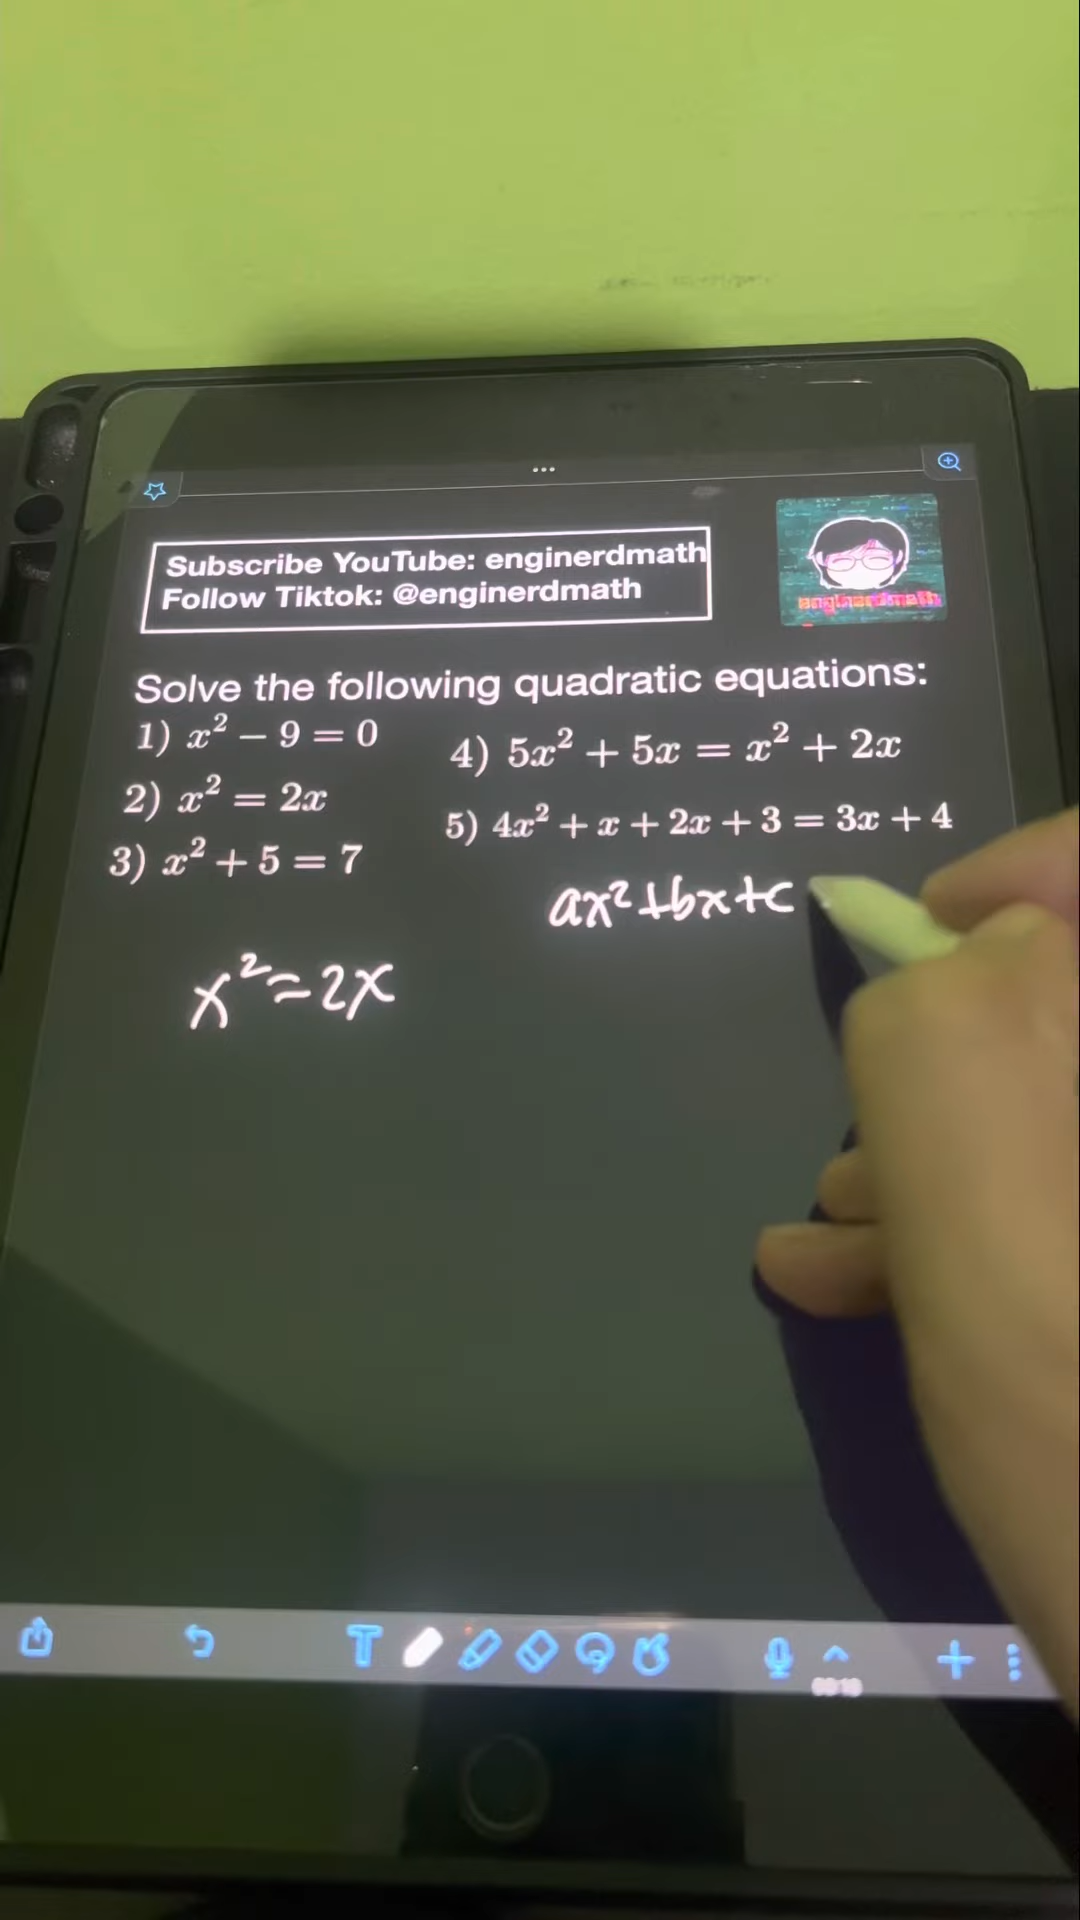 Subscribe YouTube: enginerdmath
Follow Tiktok: @enginerdmath
enginerdmath
Solve the following quadratic equations:
1) x² − 9 = 0
2) x² = 2x
3) x² + 5 = 7
4) 5x² + 5x = x² + 2x
5) 4x² + x + 2x + 3 = 3x + 4
ax²+bx+c
x²=2x
T